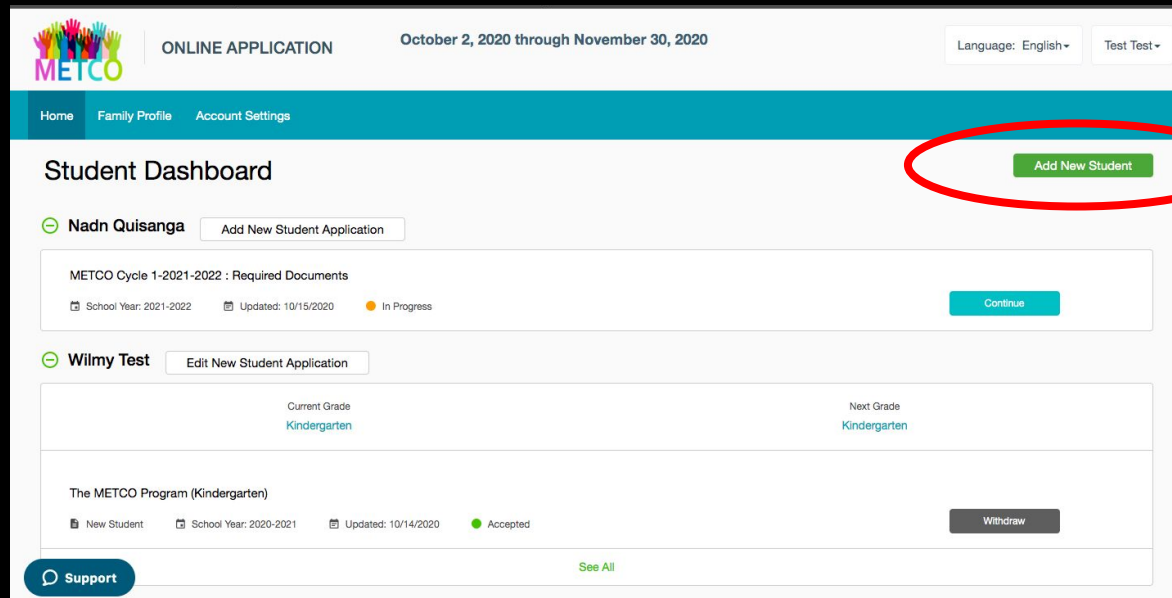 METCO
ONLINE APPLICATION
October 2, 2020 through November 30, 2020
Language: English
Test Test
Home Family Profile Account Settings
Student Dashboard
Add New Student
Nadn Quisanga
Add New Student Application
METCO Cycle 1-2021-2022 : Required Documents
School Year: 2021-2022 Updated: 10/15/2020 In Progress
Continue
Wilmy Test
Edit New Student Application
Current Grade
Kindergarten
Next Grade
Kindergarten
The METCO Program (Kindergarten)
New Student School Year: 2020-2021 Updated: 10/14/2020 Accepted
Withdraw
See All
Support